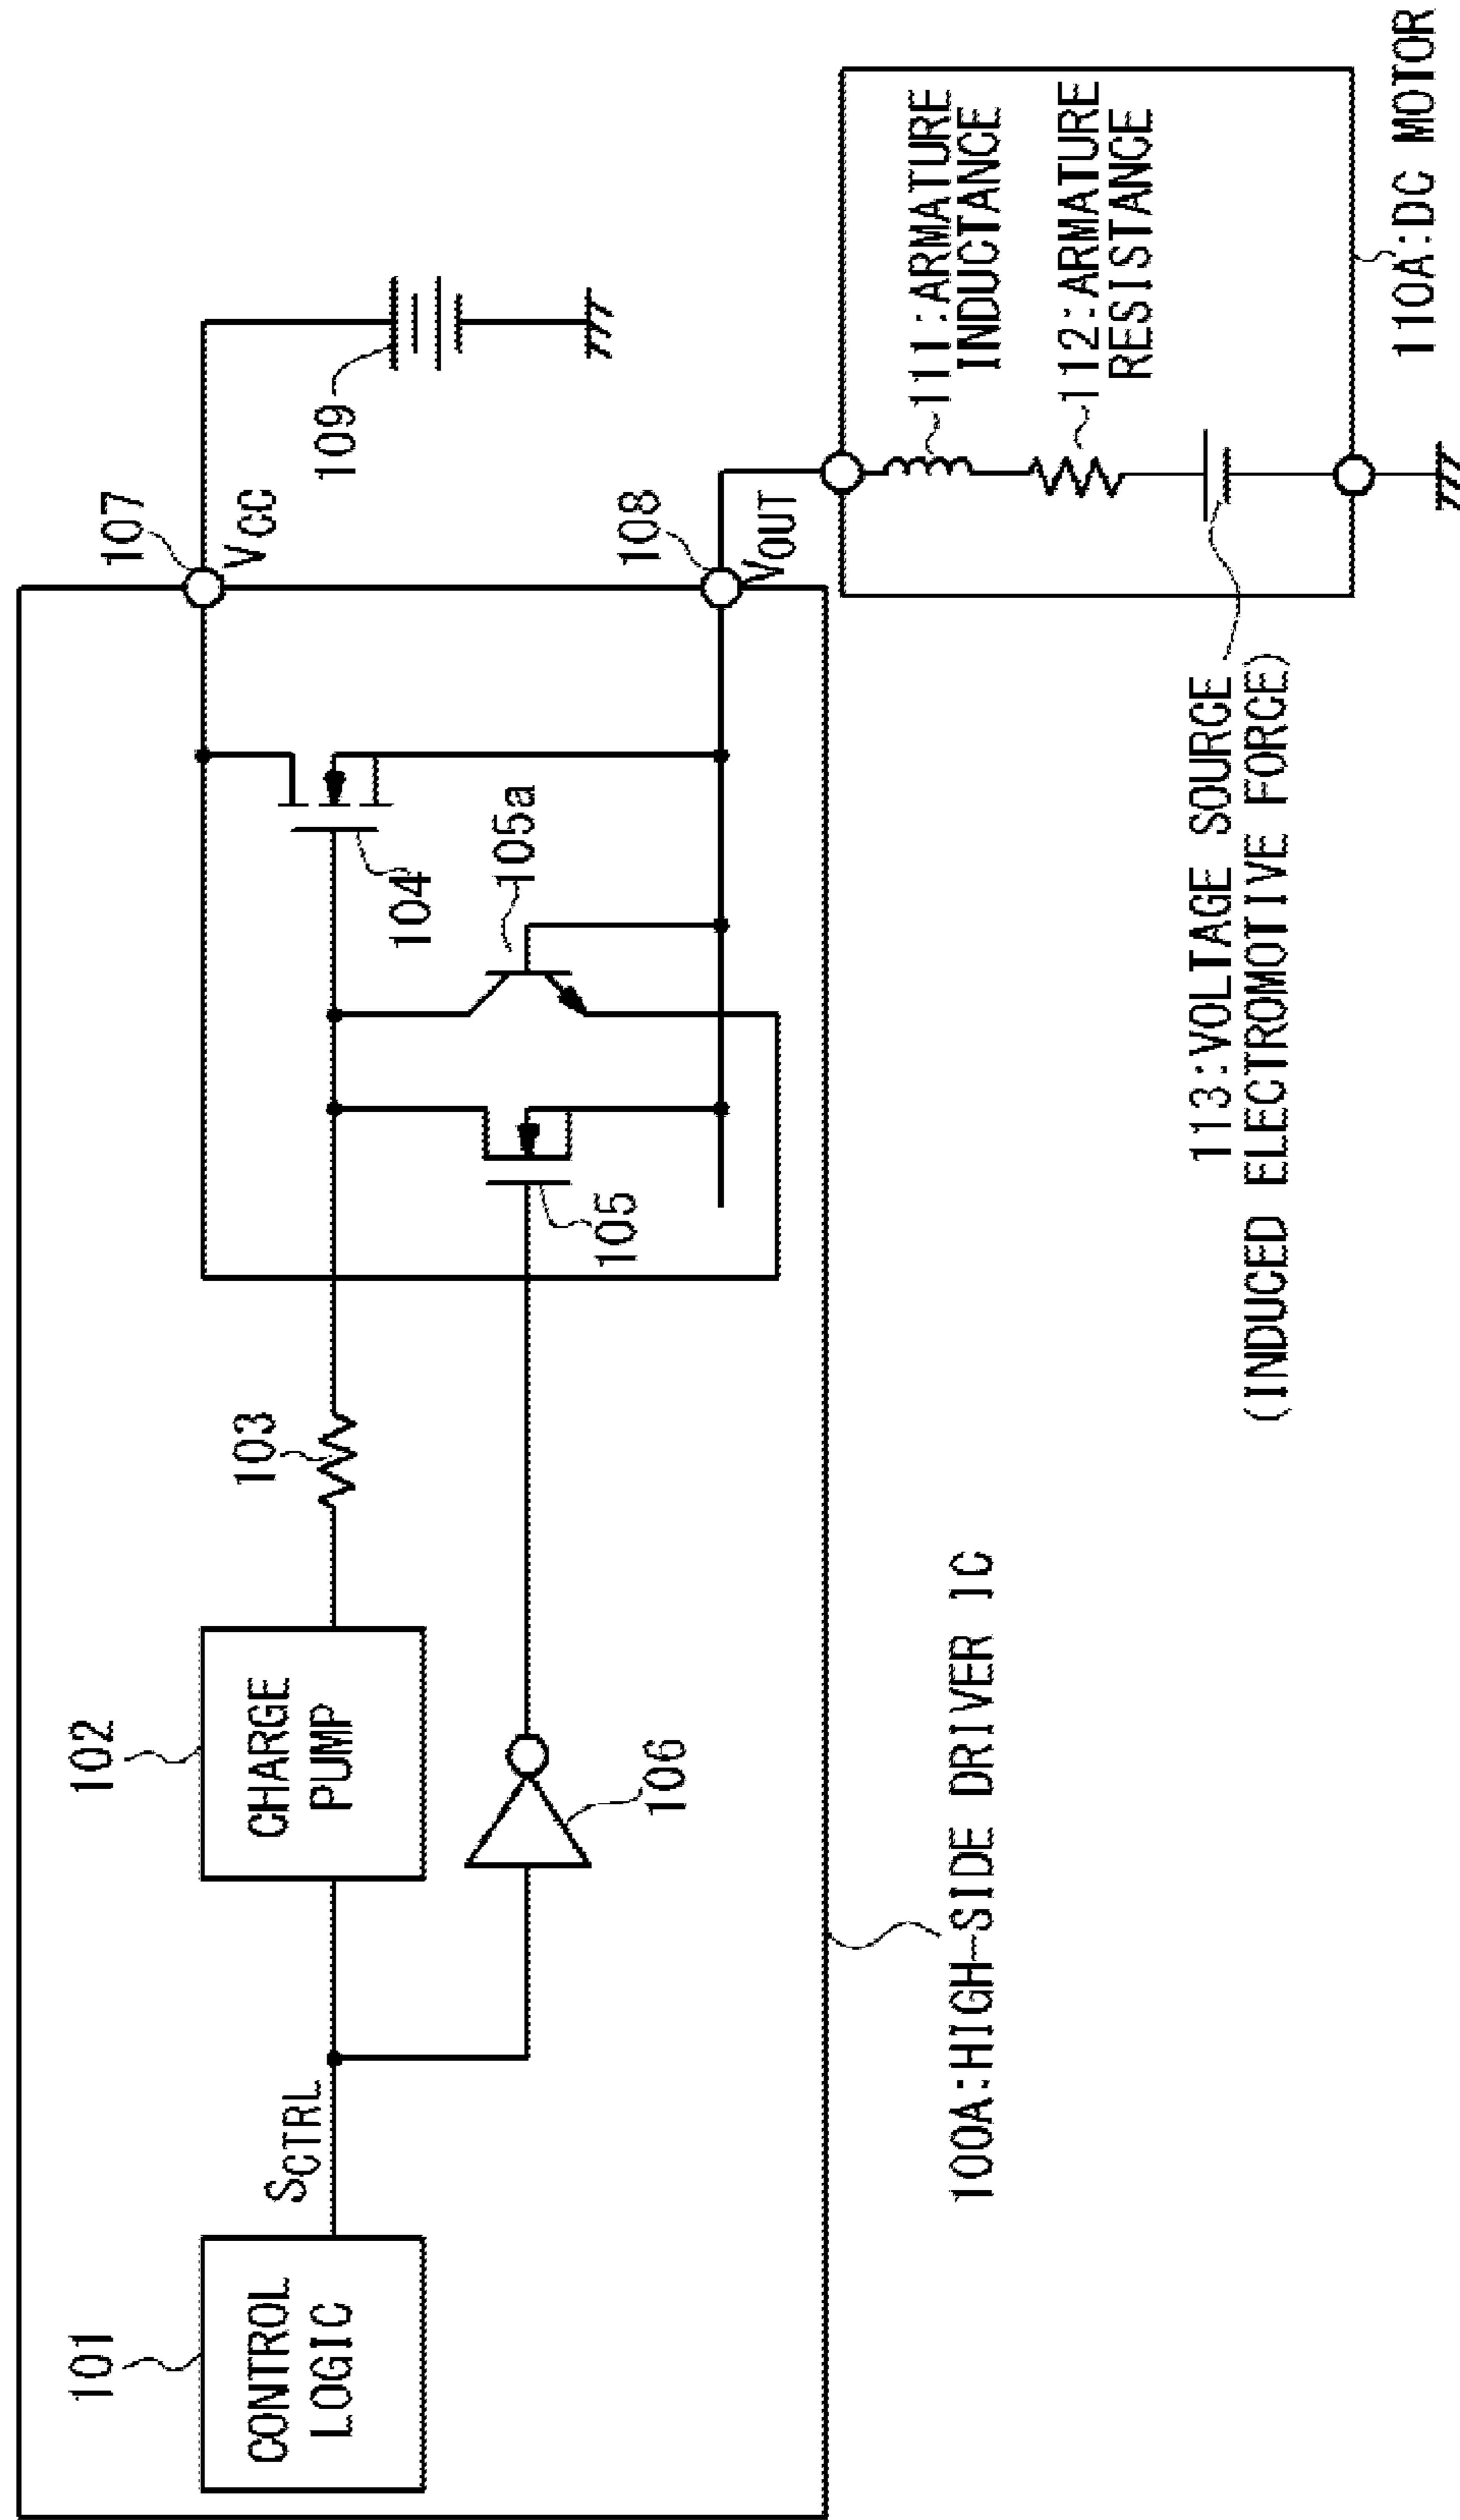 101
CONTROL
LOGIC
SCTRL
102
CHARGE
PUMP
103
106
104
105a
105
107
VCC
109
108
VOUT
111:ARMATURE
INDUCTANCE
112:ARMATURE
RESISTANCE
113:VOLTAGE SOURCE
(INDUCED ELECTROMOTIVE FORCE)
110A:DC MOTOR
100A:HIGH-SIDE DRIVER IC